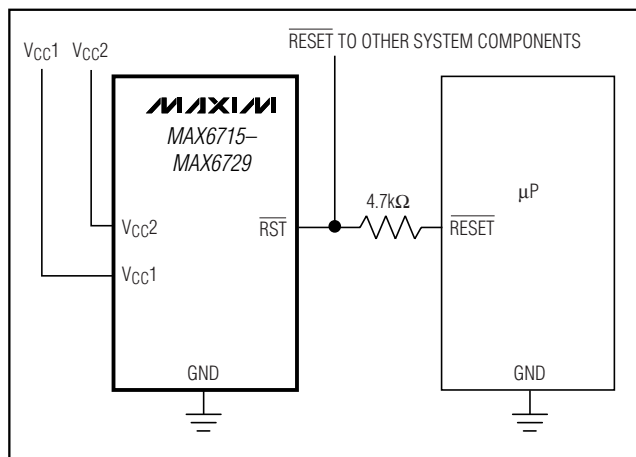 RESET TO OTHER SYSTEM COMPONENTS
VCC1 VCC2
MAXIM
MAX6715–
MAX6729
μP
4.7kΩ
VCC2
RST
RESET
VCC1
GND
GND